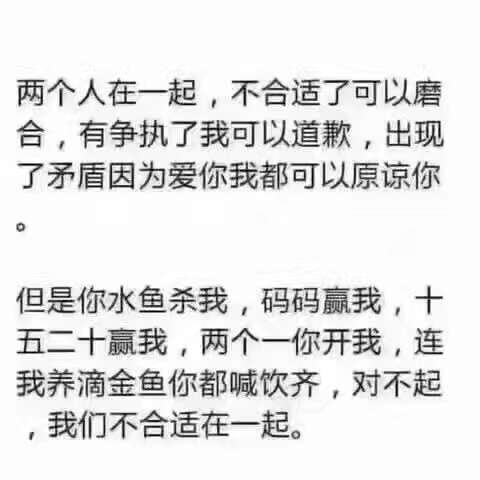 两个人在一起，不合适了可以磨
合，有争执了我可以道歉，出现
了矛盾因为爱你我都可以原谅你
。
但是你水鱼杀我，码码赢我，十
五二十赢我，两个一你开我，连
我养滴金鱼你都喊饮齐，对不起
，我们不合适在一起。